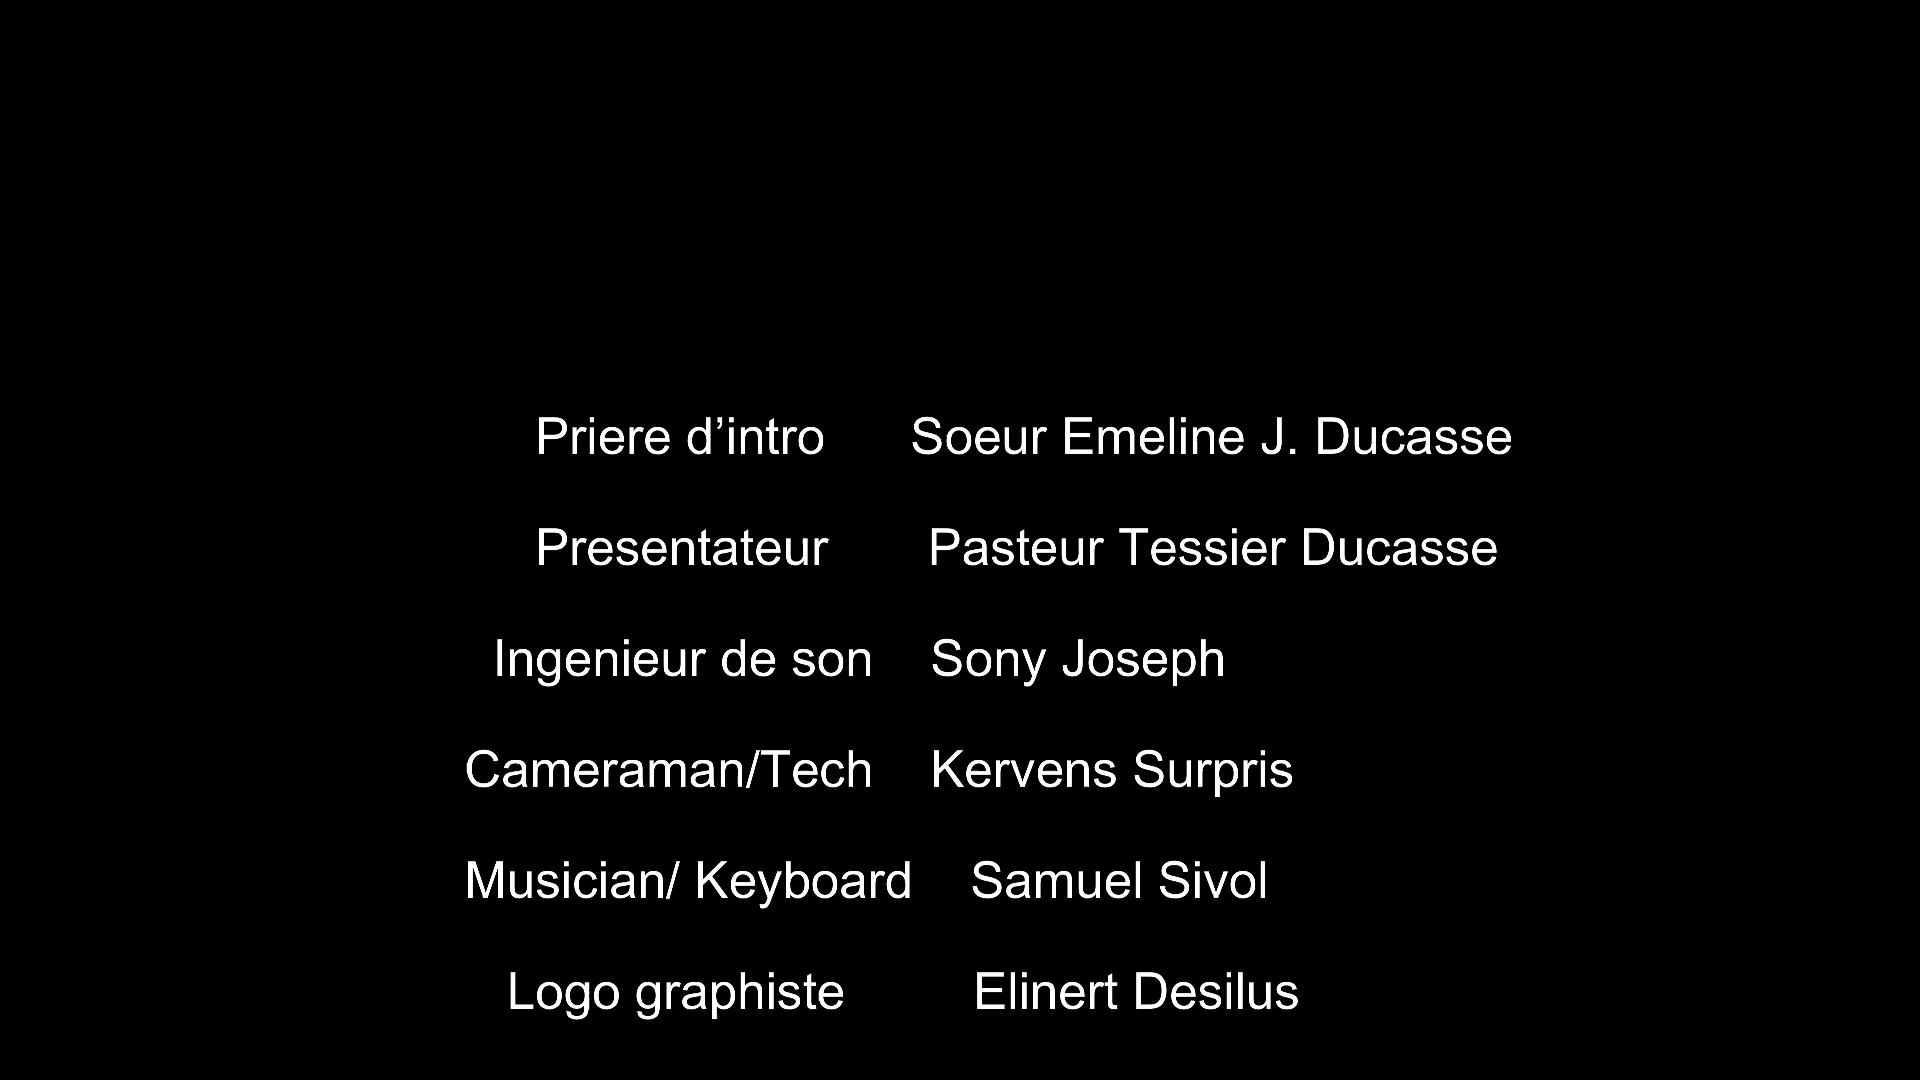 Priere d’intro Soeur Emeline J. Ducasse
Presentateur Pasteur Tessier Ducasse
Ingenieur de son Sony Joseph
Cameraman/Tech Kervens Surpris
Musician/ Keyboard Samuel Sivol
Logo graphiste Elinert Desilus